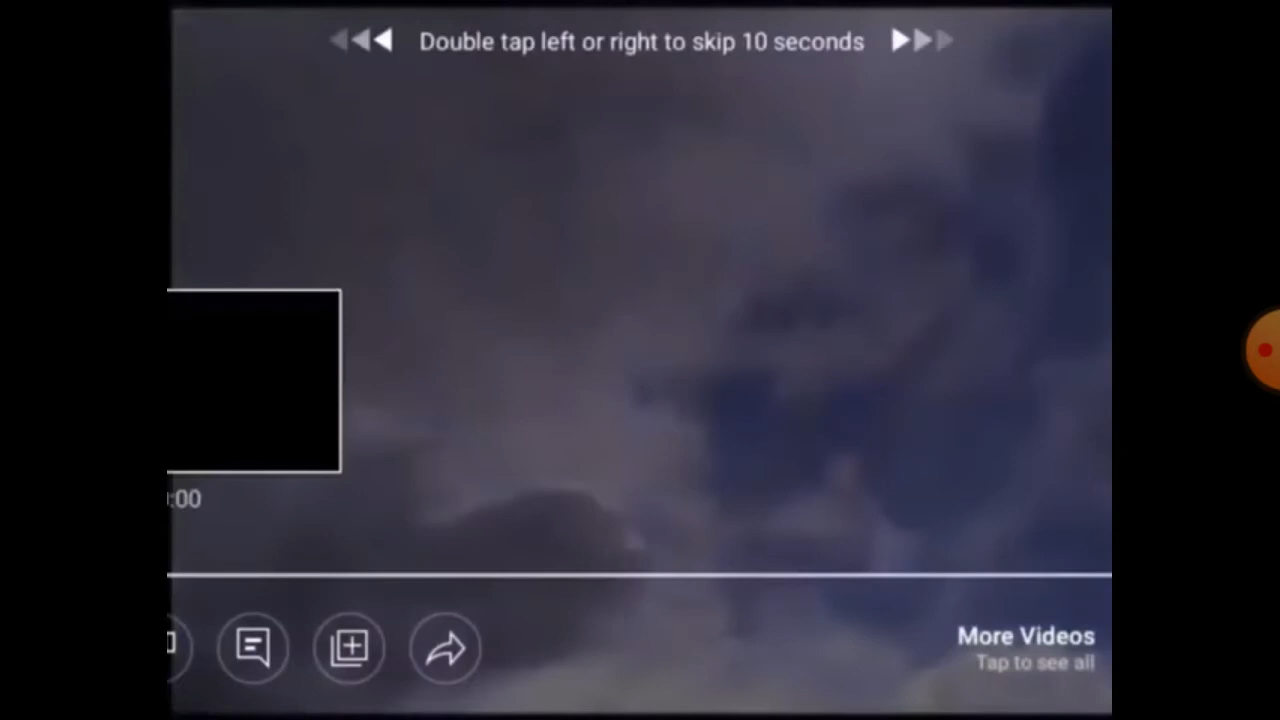 Double tap left or right to skip 10 seconds
:00
More Videos
Tap to see all